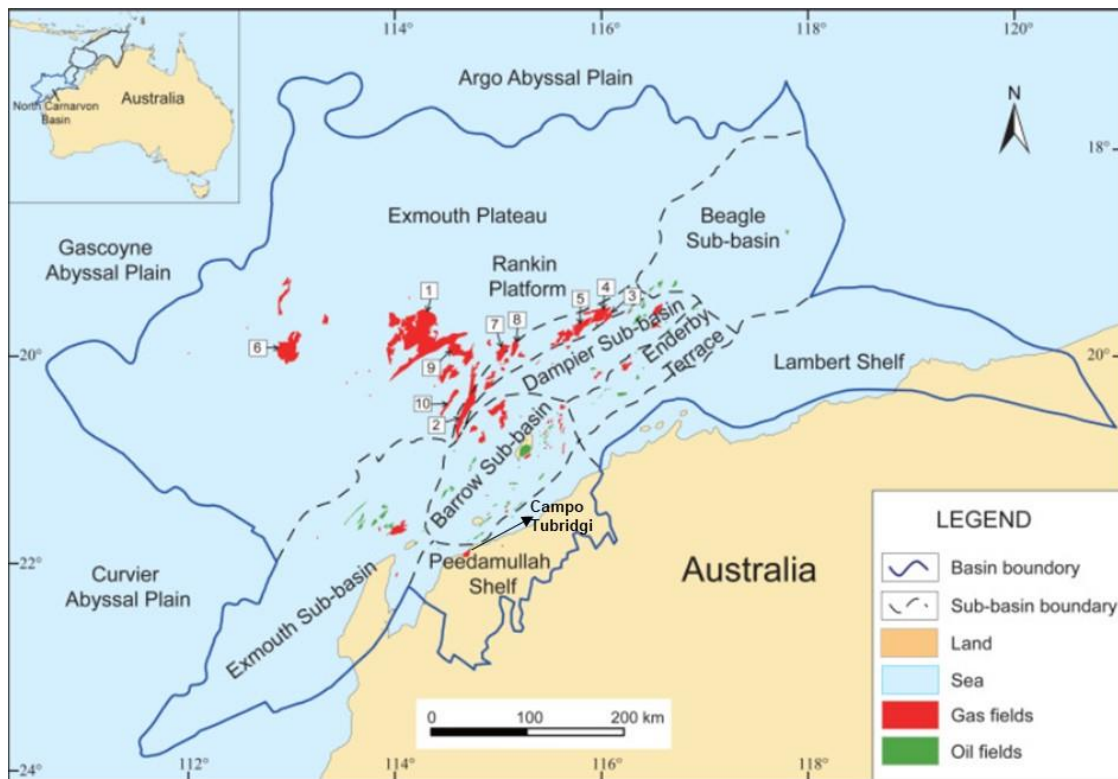 114°
116°
118°
120°
Australia
North Carnarvon
Basin
Argo Abyssal Plain
N
18°
Exmouth Plateau
Beagle
Sub-basin
Gascoyne
Abyssal Plain
Rankin
Platform
1
5
4
3
7
8
6
20°
20°
9
Dampier Sub-basin
Enderby
Terrace
Lambert Shelf
10
2
Barrow Sub-basin
Campo
Tubridgi
22°
Peedamullah
Shelf
Australia
Curvier
Abyssal Plain
Exmouth Sub-basin
LEGEND
Basin boundory
Sub-basin boundary
Land
Sea
Gas fields
Oil fields
0
100
200 km
24°
112°
114°
116°
118°